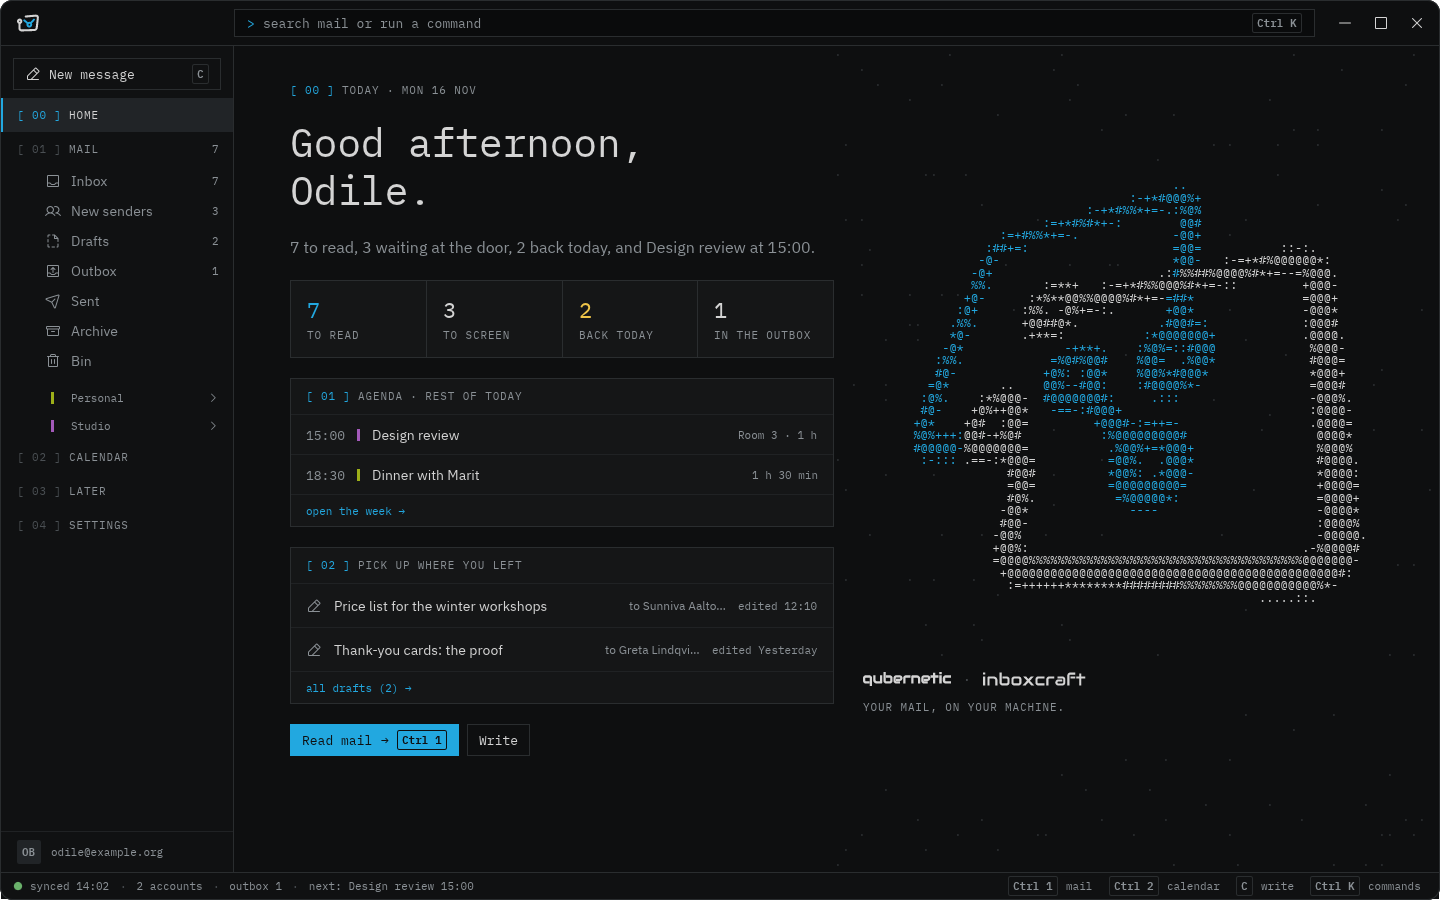 > search mail or run a command
Ctrl K
New message
C
[ 00 ] HOME
[ 01 ] MAIL 7
Inbox 7
New senders 3
Drafts 2
Outbox 1
Sent
Archive
Bin
Personal
Studio
[ 02 ] CALENDAR
[ 03 ] LATER
[ 04 ] SETTINGS
OB odile@example.org
[ 00 ] TODAY · MON 16 NOV
Good afternoon,
Odile.
7 to read, 3 waiting at the door, 2 back today, and Design review at 15:00.
7 TO READ
3 TO SCREEN
2 BACK TODAY
1 IN THE OUTBOX
[ 01 ] AGENDA · REST OF TODAY
15:00 Design review Room 3 · 1 h
18:30 Dinner with Marit 1 h 30 min
open the week →
[ 02 ] PICK UP WHERE YOU LEFT
Price list for the winter workshops to Sunniva Aalto… edited 12:10
Thank-you cards: the proof to Greta Lindqvi… edited Yesterday
all drafts (2) →
Read mail → Ctrl 1
Write
qubernetic · inboxcraft
YOUR MAIL, ON YOUR MACHINE.
synced 14:02 · 2 accounts · outbox 1 · next: Design review 15:00
Ctrl 1 mail Ctrl 2 calendar C write Ctrl K commands